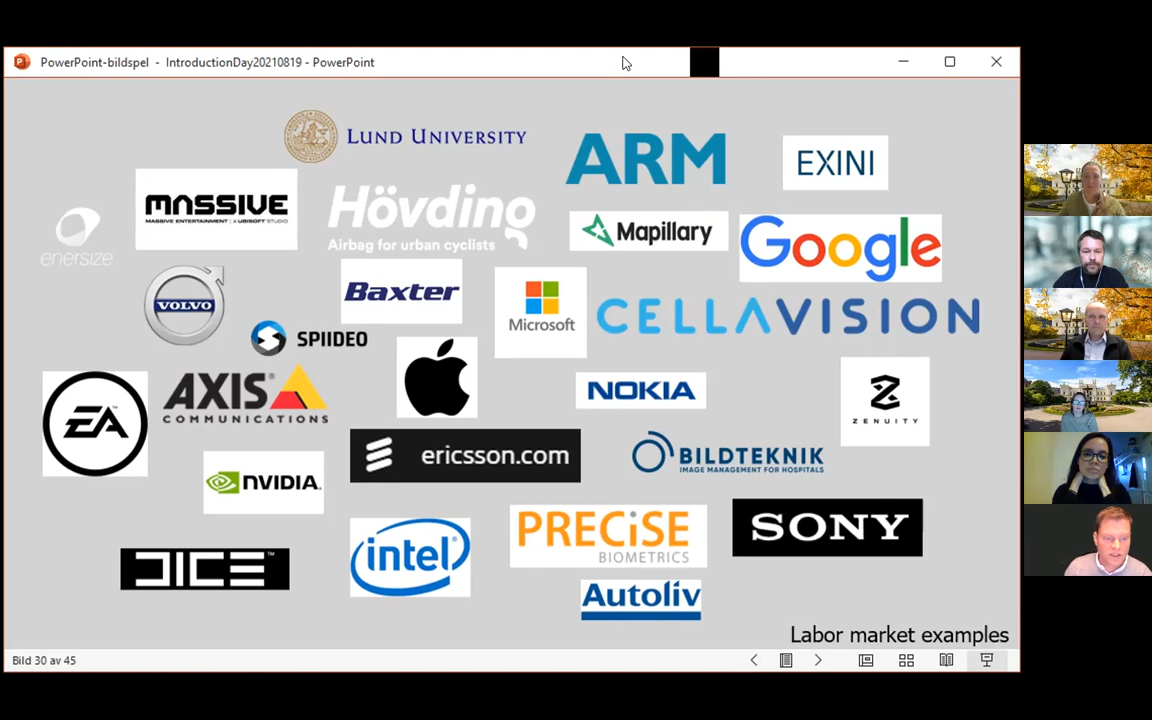 PowerPoint-bildspel - IntroductionDay20210819 - PowerPoint
LUND UNIVERSITY
ARM
EXINI
MASSIVE
MASSIVE ENTERTAINMENT | A UBISOFT STUDIO
Hövding
Airbag for urban cyclists
Mapillary
Google
enersize
VOLVO
Baxter
Microsoft
CELLAVISION
SPIIDEO
AXIS
COMMUNICATIONS
NOKIA
ZENUITY
EA
ericsson.com
BILDTEKNIK
IMAGE MANAGEMENT FOR HOSPITALS
NVIDIA.
PRECiSE
BIOMETRICS
SONY
intel
DICE™
Autoliv
Labor market examples
Bild 30 av 45